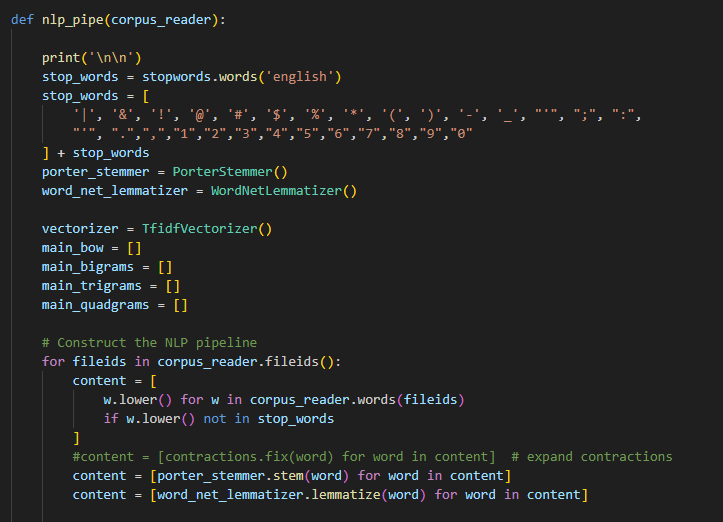 def nlp_pipe(corpus_reader):
print('\n\n')
stop_words = stopwords.words('english')
stop_words = [
'|', '&', '!', '@', '#', '$', '%', '*', '(', ')', '-', '_', "'", ";", ":",
"'", ".",",","1","2","3","4","5","6","7","8","9","0"
] + stop_words
porter_stemmer = PorterStemmer()
word_net_lemmatizer = WordNetLemmatizer()
vectorizer = TfidfVectorizer()
main_bow = []
main_bigrams = []
main_trigrams = []
main_quadgrams = []
# Construct the NLP pipeline
for fileids in corpus_reader.fileids():
content = [
w.lower() for w in corpus_reader.words(fileids)
if w.lower() not in stop_words
]
#content = [contractions.fix(word) for word in content]  # expand contractions
content = [porter_stemmer.stem(word) for word in content]
content = [word_net_lemmatizer.lemmatize(word) for word in content]